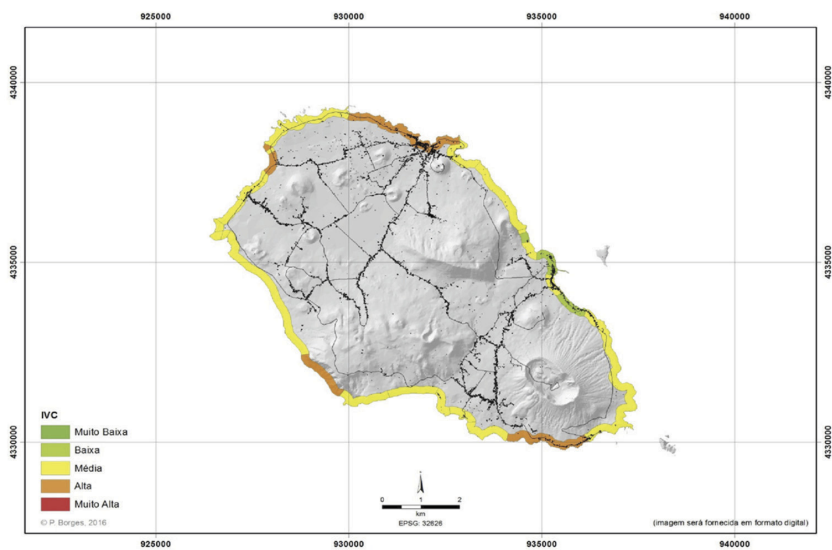 925000 930000 935000 940000
4340000 4340000
4335000 4335000
4330000 4330000
IVC
Muito Baixa
Baixa
Média
Alta
Muito Alta
© P. Borges, 2016
0 1 2
km
EPSG: 32626
(imagem será fornecida em formato digital)
925000 930000 935000 940000